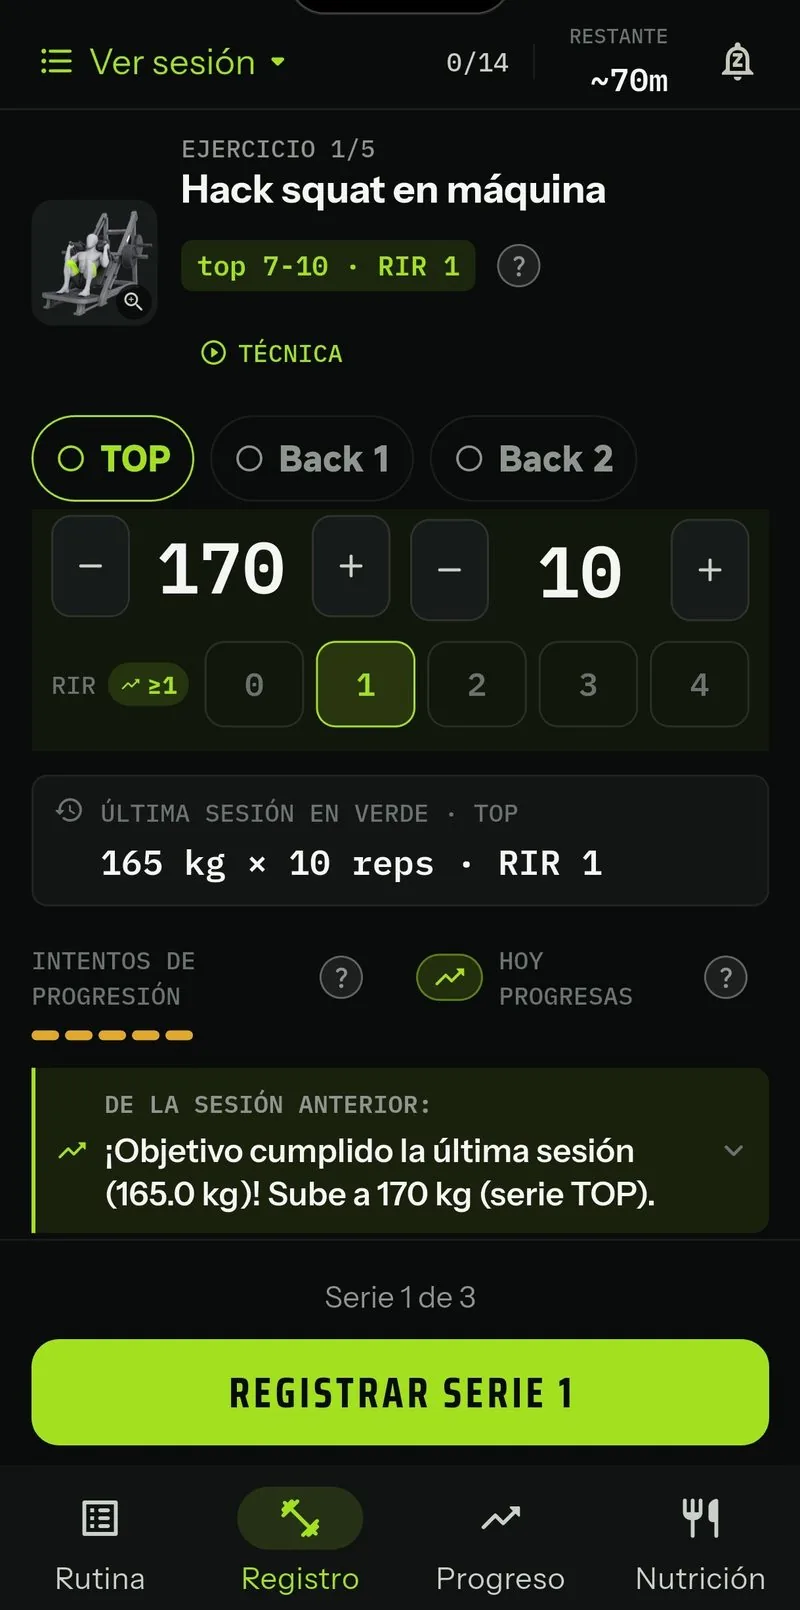 Ver sesión
0/14
RESTANTE
~70m
EJERCICIO 1/5
Hack squat en máquina
top 7-10 · RIR 1
?
TÉCNICA
TOP
Back 1
Back 2
− 170 + − 10 +
RIR ≥1 0 1 2 3 4
ÚLTIMA SESIÓN EN VERDE · TOP
165 kg × 10 reps · RIR 1
INTENTOS DE
PROGRESIÓN
?
HOY
PROGRESAS
?
DE LA SESIÓN ANTERIOR:
¡Objetivo cumplido la última sesión
(165.0 kg)! Sube a 170 kg (serie TOP).
Serie 1 de 3
REGISTRAR SERIE 1
Rutina
Registro
Progreso
Nutrición